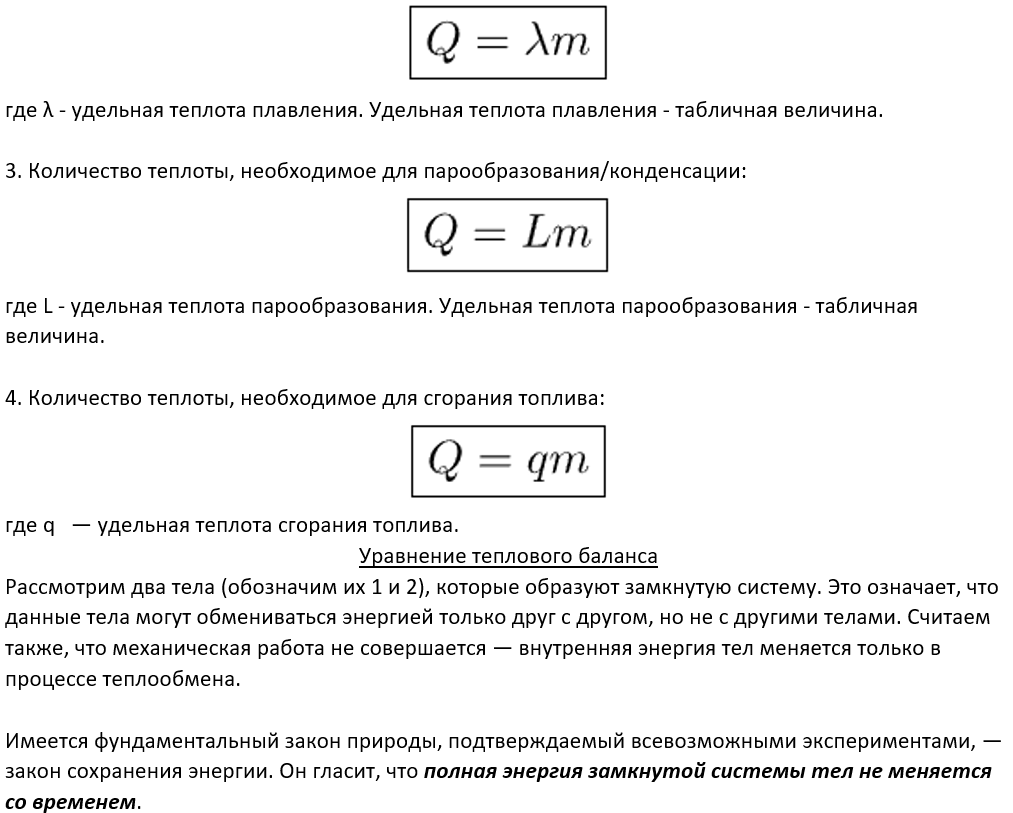 Q = λm
где λ - удельная теплота плавления. Удельная теплота плавления - табличная величина.
3. Количество теплоты, необходимое для парообразования/конденсации:
Q = Lm
где L - удельная теплота парообразования. Удельная теплота парообразования - табличная
величина.
4. Количество теплоты, необходимое для сгорания топлива:
Q = qm
где q — удельная теплота сгорания топлива.
Уравнение теплового баланса
Рассмотрим два тела (обозначим их 1 и 2), которые образуют замкнутую систему. Это означает, что
данные тела могут обмениваться энергией только друг с другом, но не с другими телами. Считаем
также, что механическая работа не совершается — внутренняя энергия тел меняется только в
процессе теплообмена.
Имеется фундаментальный закон природы, подтверждаемый всевозможными экспериментами, —
закон сохранения энергии. Он гласит, что полная энергия замкнутой системы тел не меняется
со временем.